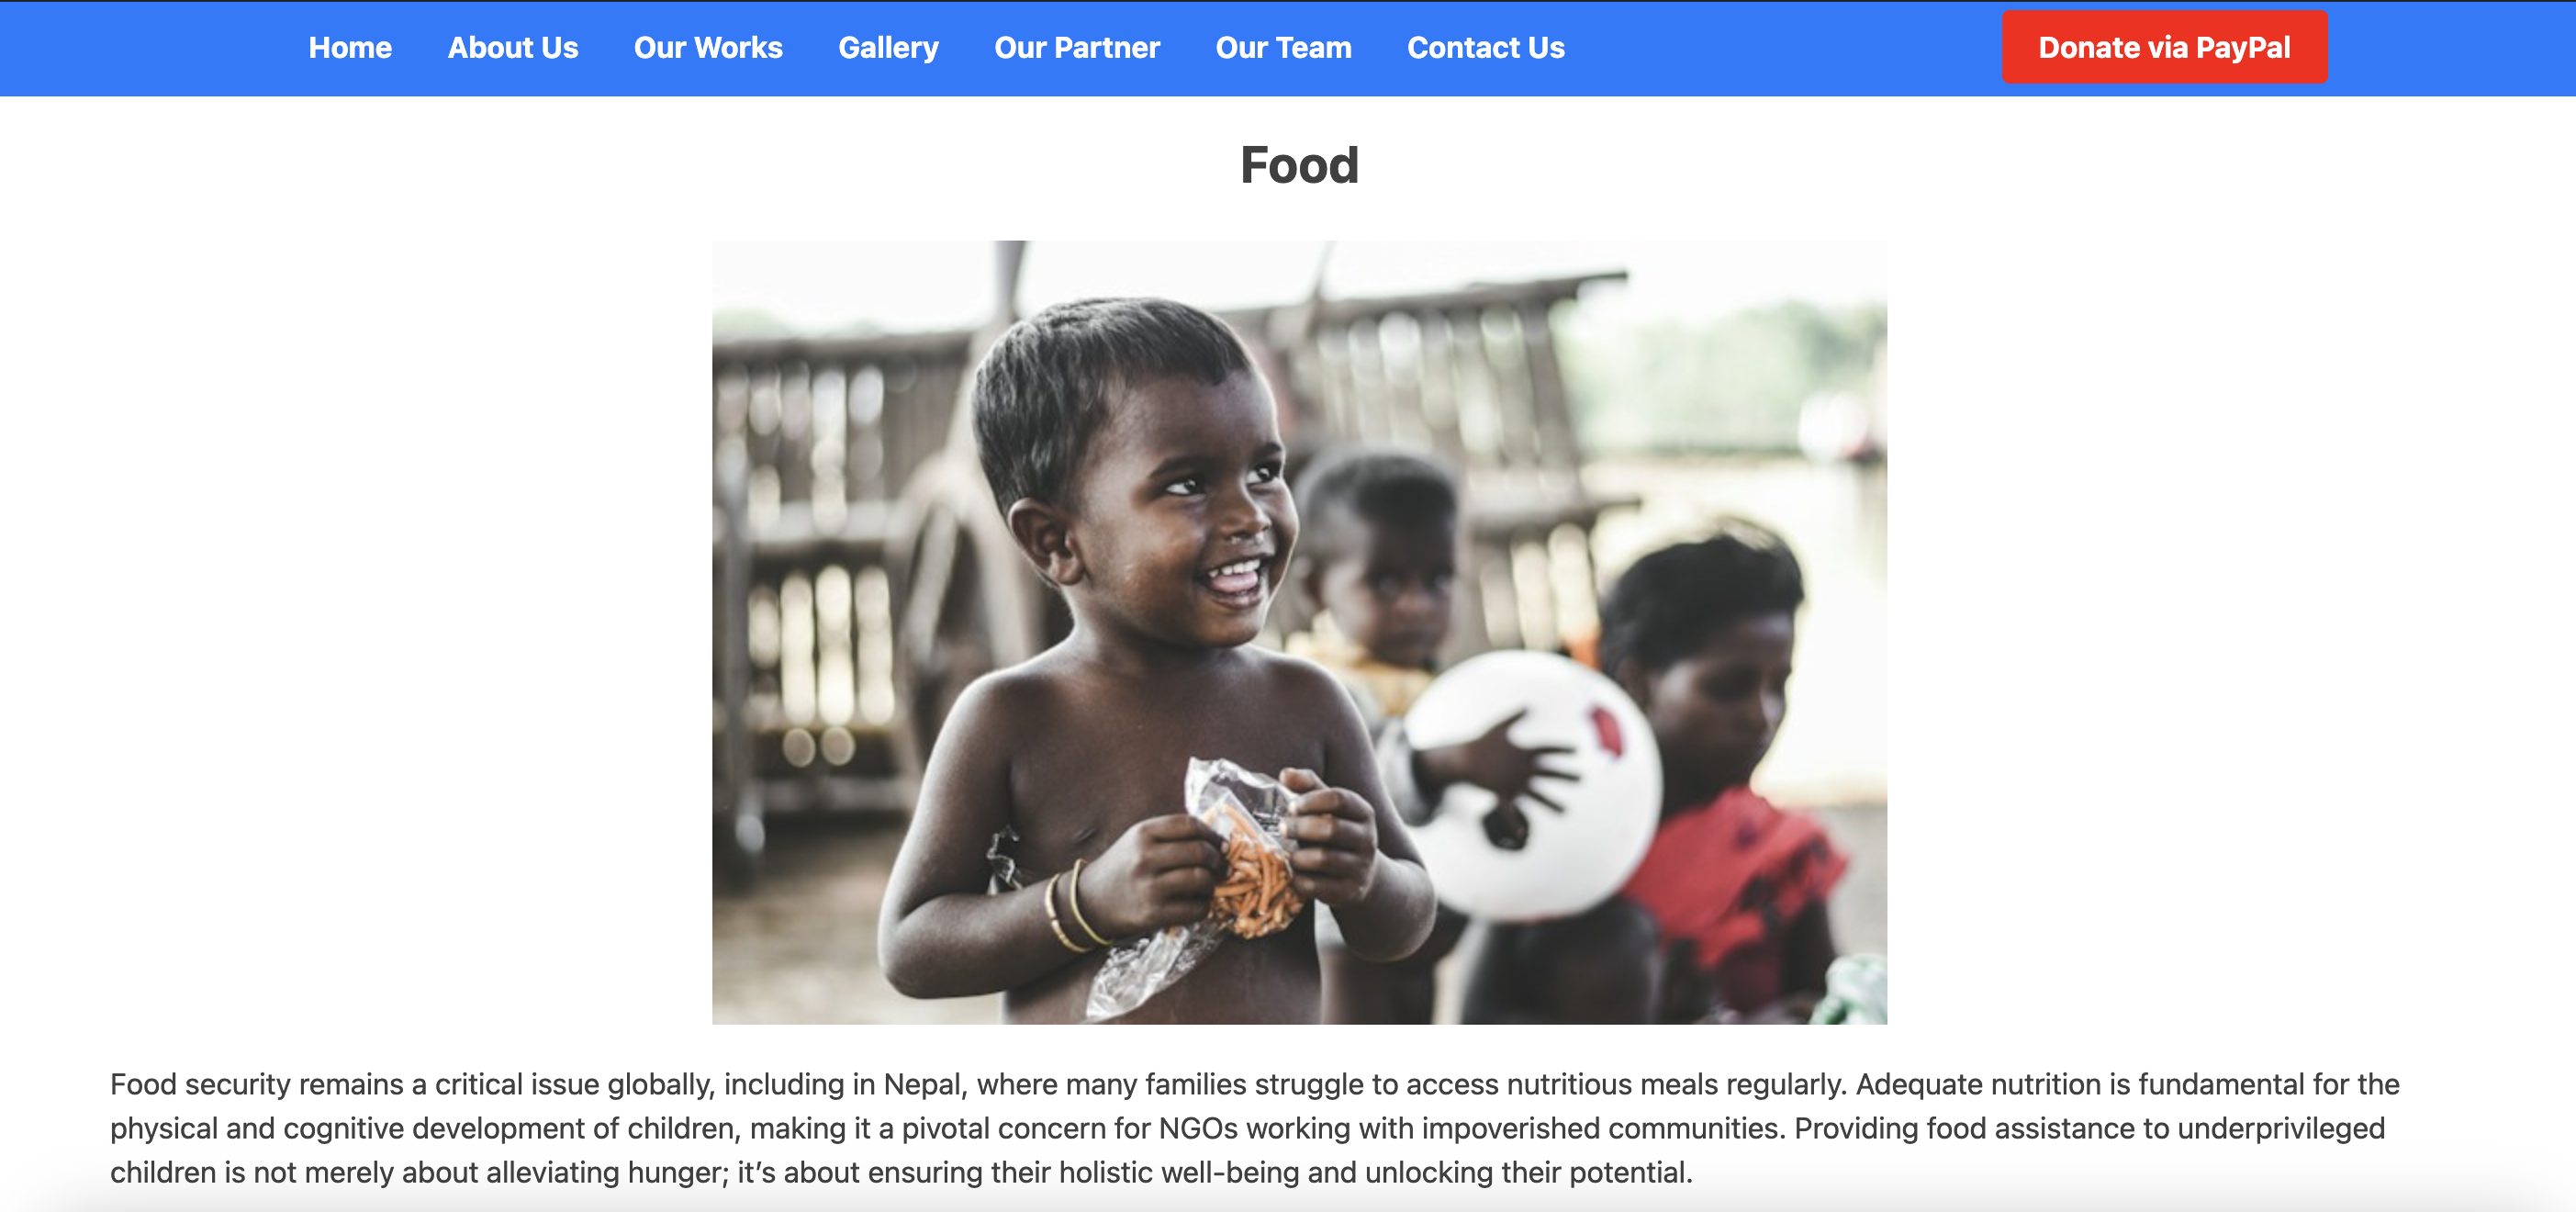 Home About Us Our Works Gallery Our Partner Our Team Contact Us Donate via PayPal
Food
Food security remains a critical issue globally, including in Nepal, where many families struggle to access nutritious meals regularly. Adequate nutrition is fundamental for the
physical and cognitive development of children, making it a pivotal concern for NGOs working with impoverished communities. Providing food assistance to underprivileged
children is not merely about alleviating hunger; it’s about ensuring their holistic well-being and unlocking their potential.